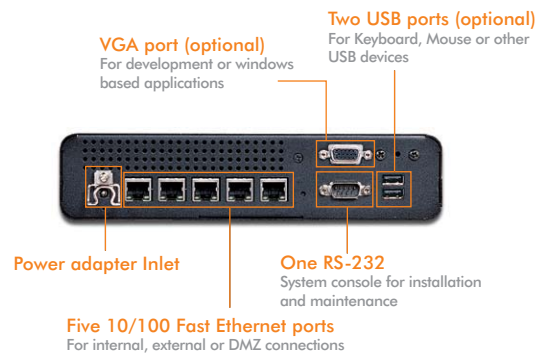 Two USB ports (optional)
For Keyboard, Mouse or other
USB devices
VGA port (optional)
For development or windows
based applications
Power adapter Inlet
One RS-232
System console for installation
and maintenance
Five 10/100 Fast Ethernet ports
For internal, external or DMZ connections